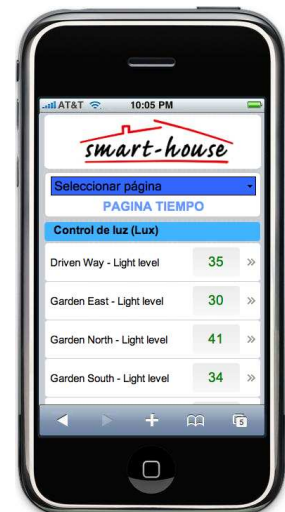 AT&T 10:05 PM
smart-house
Seleccionar página
PAGINA TIEMPO
Control de luz (Lux)
Driven Way - Light level 35 »
Garden East - Light level 30 »
Garden North - Light level 41 »
Garden South - Light level 34 »
5